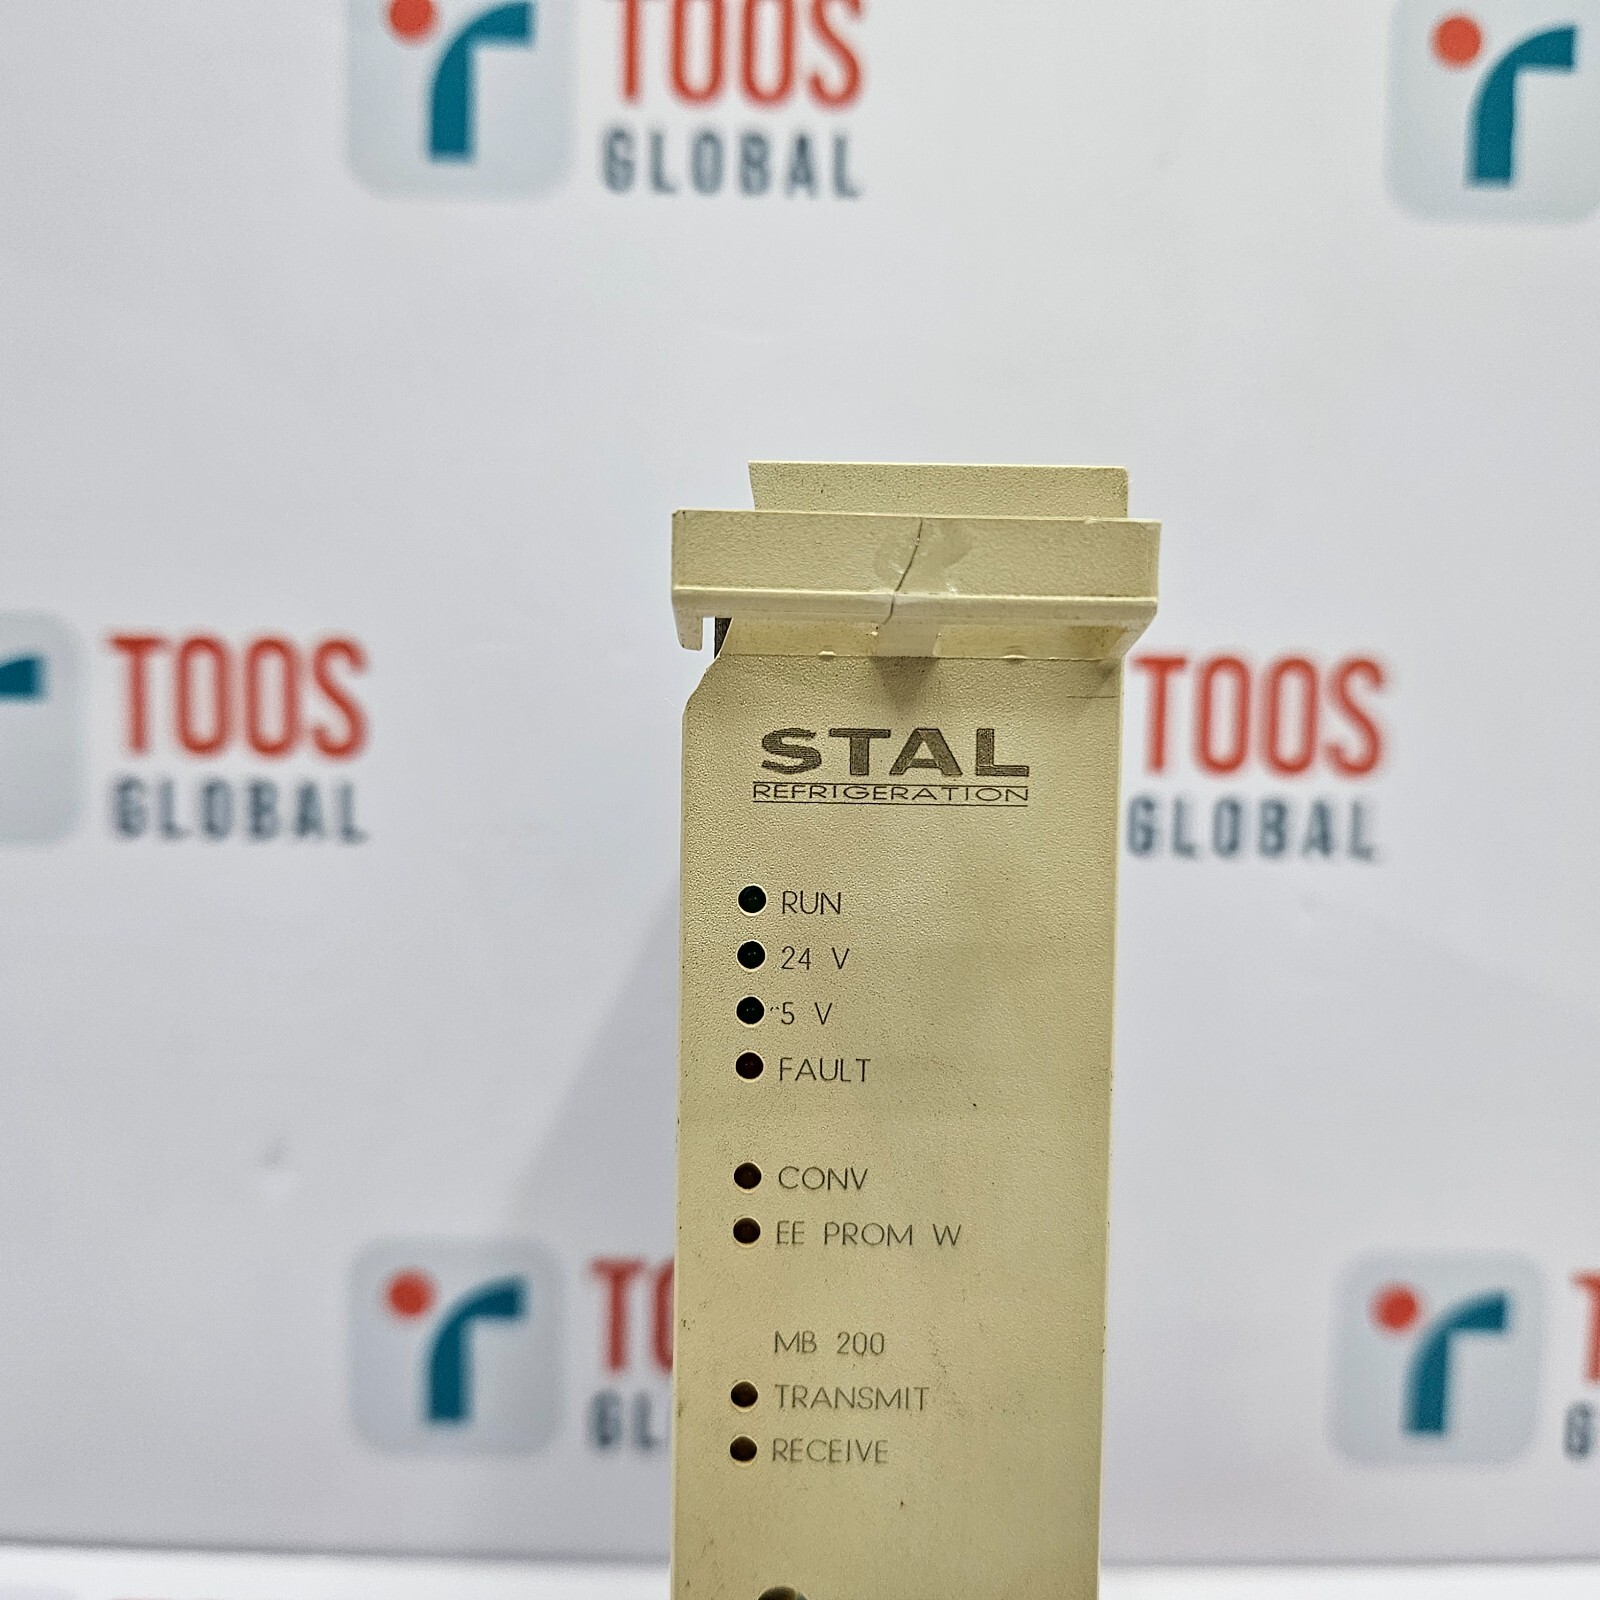 TOOS
GLOBAL
TOOS
GLOBAL
TOOS
GLOBAL
STAL
REFRIGERATION
RUN
24 V
5 V
FAULT
CONV
EE PROM W
MB 200
TRANSMIT
RECEIVE